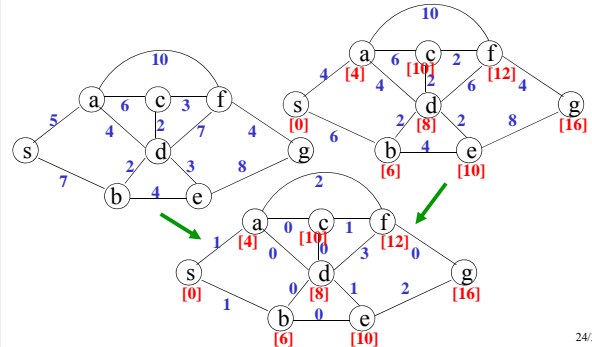 10
a 6 c 3 f
5 4 2 7 4
s d g
7 2 3 8
b 4 e
10
a 6 c 2 f
[4] [10] [12]
4 4 2 6 4
s d g
[0] [8] [16]
6 2 2 8
b 4 e
[6] [10]
2
a 0 c 1 f
[4] [10] [12]
1 0 0 3 0
s d g
[0] [8] [16]
1 0 1 2
b 0 e
[6] [10]
24/